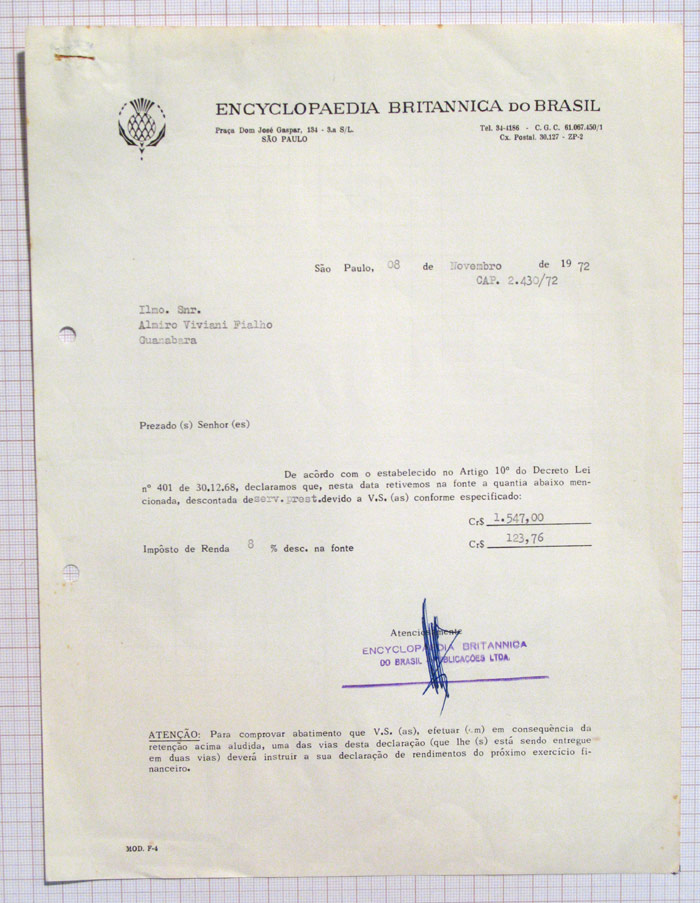 ENCYCLOPAEDIA BRITANNICA DO BRASIL
Praça Dom José Gaspar, 134 - 3.a S/L.
SÃO PAULO
Tel. 34-4186 - C. G. C. 61.067.450/1
Cx. Postal. 30.127 - ZP-2
São Paulo, 08 de Novembro de 1972
CAP. 2.430/72
Ilmo. Snr.
Almiro Viviani Fialho
Guanabara
Prezado (s) Senhor (es)
De acôrdo com o estabelecido no Artigo 10º do Decreto Lei
nº 401 de 30.12.68, declaramos que, nesta data retivemos na fonte a quantia abaixo men-
cionada, descontada de serv. prest. devido a V.S. (as) conforme especificado:
Cr$ 1.547,00
Impôsto de Renda 8 % desc. na fonte Cr$ 123,76
Atenciosamente
ENCYCLOPAEDIA BRITANNICA
DO BRASIL PUBLICAÇÕES LTDA.
ATENÇÃO: Para comprovar abatimento que V.S. (as), efetuar (em) em consequência da
retenção acima aludida, uma das vias desta declaração (que lhe (s) está sendo entregue
em duas vias) deverá instruir a sua declaração de rendimentos do próximo exercício fi-
nanceiro.
MOD. F-4